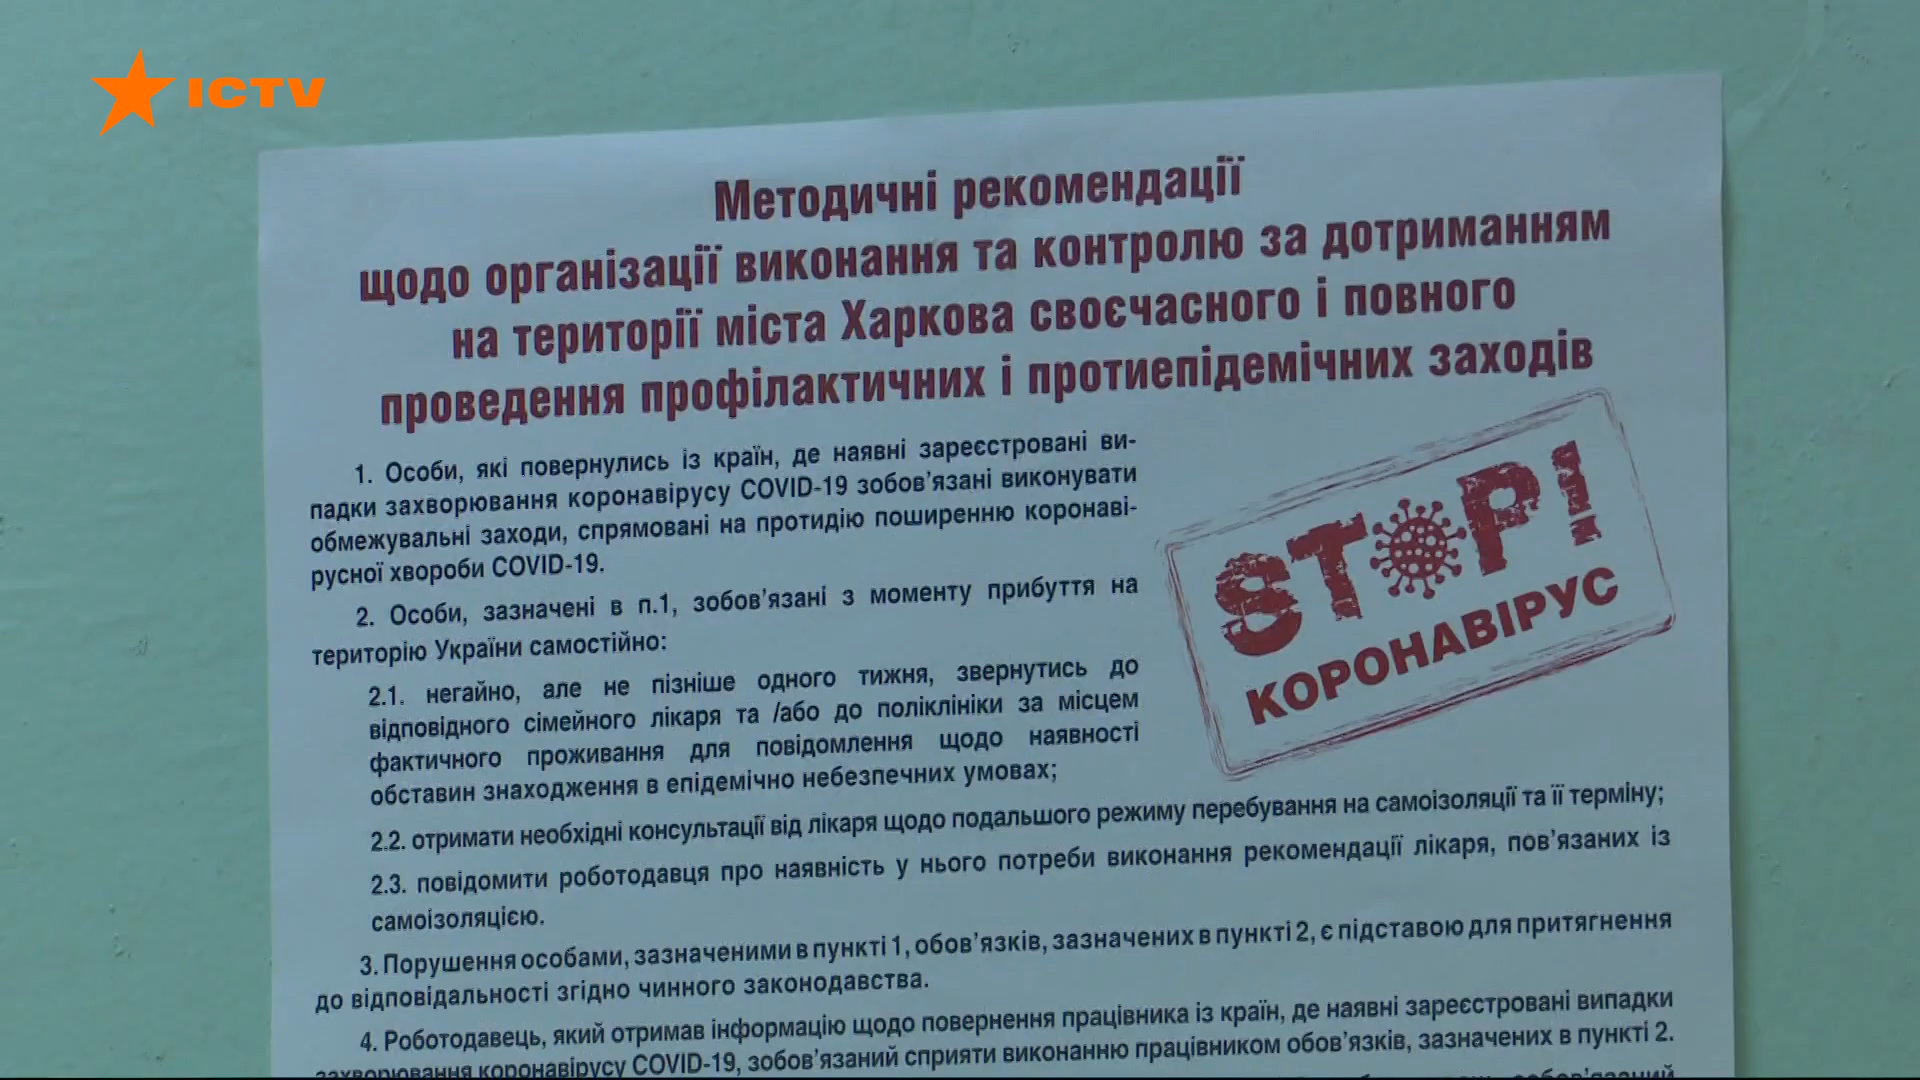 ICTV
Методичні рекомендації
щодо організації виконання та контролю за дотриманням
на території міста Харкова своєчасного і повного
проведення профілактичних і протиепідемічних заходів
1. Особи, які повернулись із країн, де наявні зареєстровані ви-
падки захворювання коронавірусу COVID-19 зобов'язані виконувати
обмежувальні заходи, спрямовані на протидію поширенню коронаві-
русної хвороби COVID-19.
2. Особи, зазначені в п.1, зобов'язані з моменту прибуття на
територію України самостійно:
2.1. негайно, але не пізніше одного тижня, звернутись до
відповідного сімейного лікаря та /або до поліклініки за місцем
фактичного проживання для повідомлення щодо наявності
обставин знаходження в епідемічно небезпечних умовах;
STOP!
КОРОНАВІРУС
2.2. отримати необхідні консультації від лікаря щодо подальшого режиму перебування на самоізоляції та її терміну;
2.3. повідомити роботодавця про наявність у нього потреби виконання рекомендації лікаря, пов'язаних із
самоізоляцією.
3. Порушення особами, зазначеними в пункті 1, обов'язків, зазначених в пункті 2, є підставою для притягнення
до відповідальності згідно чинного законодавства.
4. Роботодавець, який отримав інформацію щодо повернення працівника із країн, де наявні зареєстровані випадки
захворювання коронавірусу COVID-19, зобов'язаний сприяти виконанню працівником обов'язків, зазначених в пункті 2.